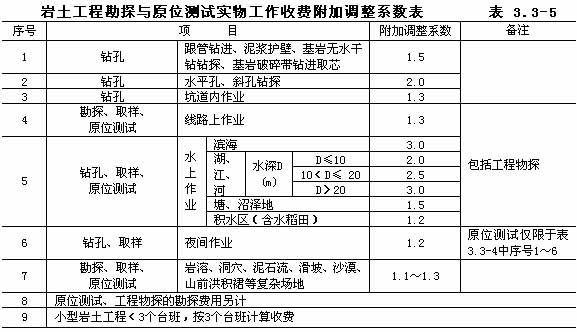 岩土工程勘探与原位测试实物工作收费附加调整系数表 表 3.3-5
序号 项 目 附加调整系数 备注
1 钻孔 跟管钻进、泥浆护壁、基岩无水干
钻钻探、基岩破碎带钻进取芯 1.5
2 钻孔 水平孔、斜孔钻探 2.0
3 钻孔 坑道内作业 1.3
4 勘探、取样、
原位测试 线路上作业 1.3
5 钻孔、取样、
原位测试 水上作业 滨海 3.0 包括工程物探
湖、江、河 水深D
(m) D≤10 2.0
10<D≤ 20 2.5
D>20 3.0
塘、沼泽地 1.5
积水区(含水稻田) 1.2
6 钻孔、取样 夜间作业 1.2 原位测试仅限于表
3.3-4中序号1～6
7 勘探、取样、
原位测试 岩溶、洞穴、泥石流、滑坡、沙漠、
山前洪积裙等复杂场地 1.1～1.3
8 原位测试、工程物探的勘探费用另计
9 小型岩土工程<3个台班,按3个台班计算收费